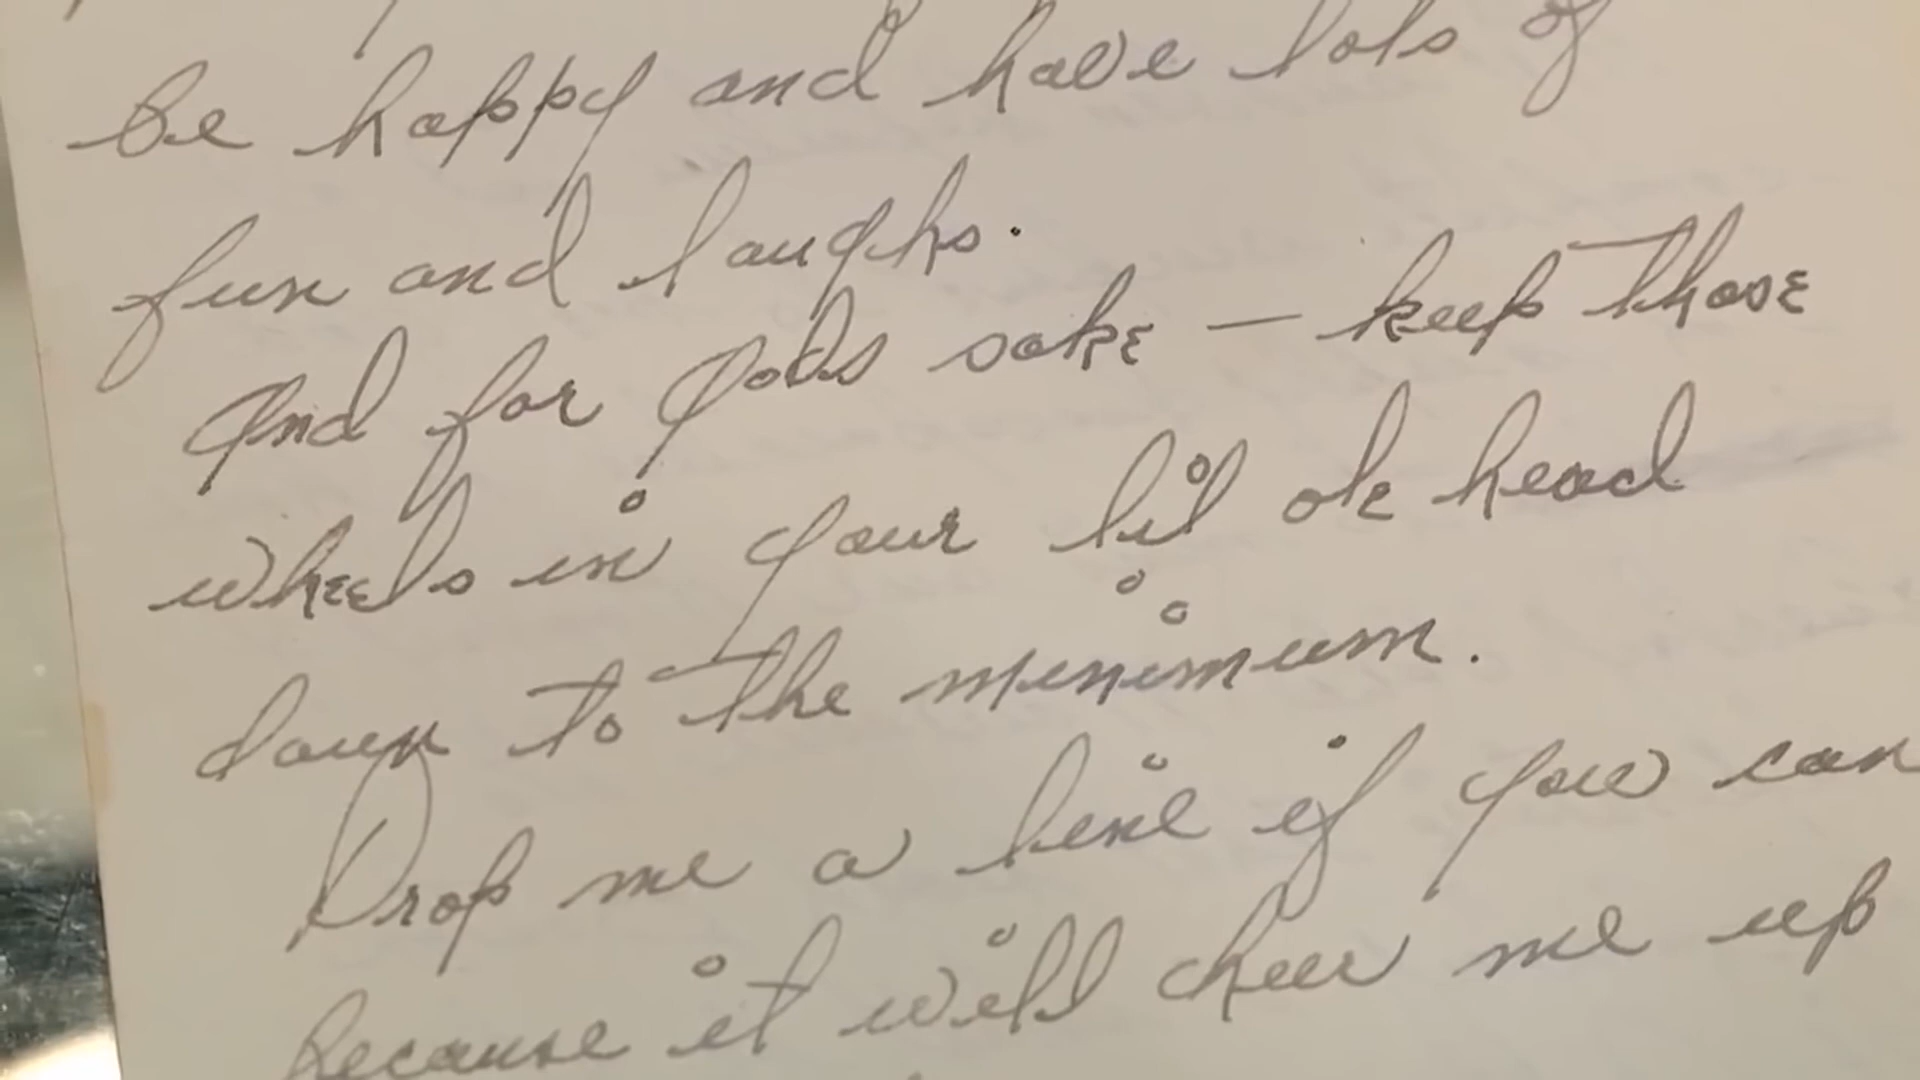 be happy and have lots of
fun and laughs.
And for gods sake — keep those
wheels in your lil ole head
down to the minimum.
Drop me a line if you can
because it will cheer me up